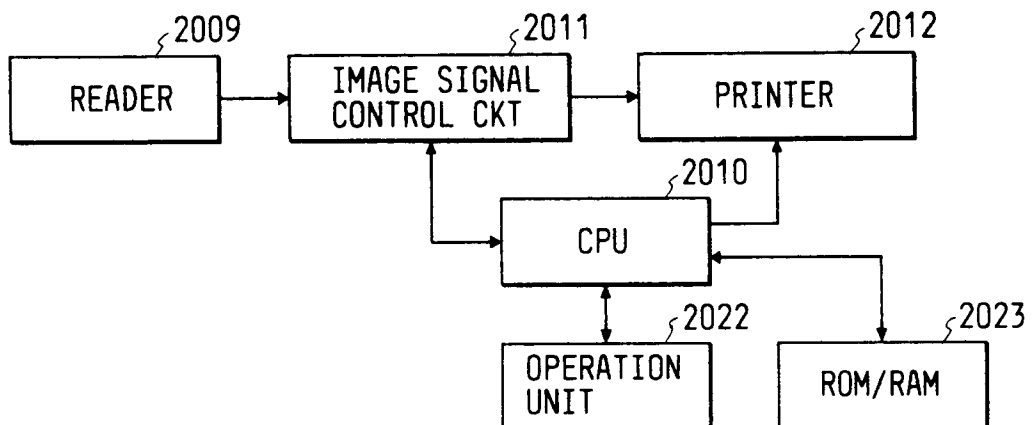 2009
2011
2012
READER
IMAGE SIGNAL
CONTROL CKT
PRINTER
2010
CPU
2022
2023
OPERATION
UNIT
ROM/RAM